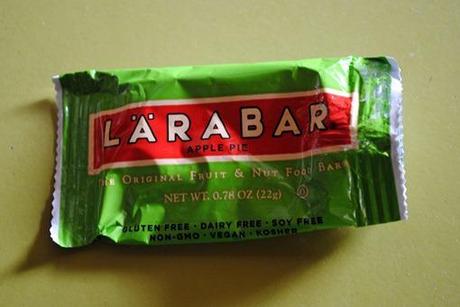 LÄRABAR
APPLE PIE
THE ORIGINAL FRUIT & NUT FOOD BAR
NET WT. 0.78 OZ (22g)
GLUTEN FREE · DAIRY FREE · SOY FREE
NON-GMO · VEGAN · KOSHER